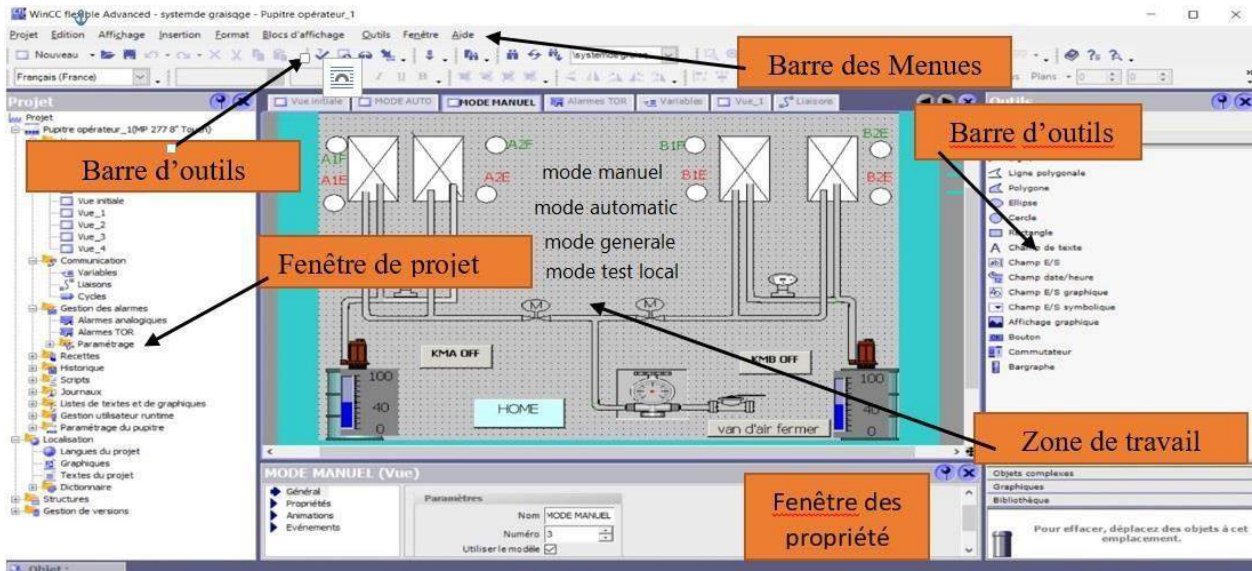 WinCC flexible Advanced - systemde graisqge - Pupitre opérateur_1
Projet Edition Affichage Insertion Format Blocs d'affichage Outils Fenêtre Aide
Nouveau
\systemde graisq
Français (France)
Plans 0 0
Barre des Menues
Projet
Vue initiale MODE AUTO MODE MANUEL Alarmes TOR Variables Vue_1 Liaisons
Outils
Projet
Pupitre opérateur_1(MP 277 8" Touch)
Barre d'outils
Vue initiale
Vue_1
Vue_2
Vue_3
Vue_4
Communication
Variables
Liaisons
Cycles
Gestion des alarmes
Alarmes analogiques
Alarmes TOR
Paramétrage
Recettes
Historique
Scripts
Journaux
Listes de textes et de graphiques
Gestion utilisateur runtime
Paramétrage du pupitre
Localisation
Langues du projet
Graphiques
Textes du projet
Dictionnaire
Structures
Gestion de versions
Fenêtre de projet
A1F A2F B1F B2E
A1E A2E B1E B2E
mode manuel
mode automatic
mode generale
mode test local
M M
KMA OFF KMB OFF
100
40
0
HOME
van d'air fermer
100
40
0
Barre d'outils
Ligne polygonale
Polygone
Ellipse
Cercle
Rectangle
Champ de texte
Champ E/S
Champ date/heure
Champ E/S graphique
Champ E/S symbolique
Affichage graphique
Bouton
Commutateur
Bargraphe
Zone de travail
Objets complexes
Graphiques
Bibliothèque
Pour effacer, déplacez des objets à cet
emplacement.
MODE MANUEL (Vue)
Général
Propriétés
Animations
Evénements
Paramètres
Nom MODE MANUEL
Numéro 3
Utiliser le modèle
Fenêtre des
propriété
Objet :